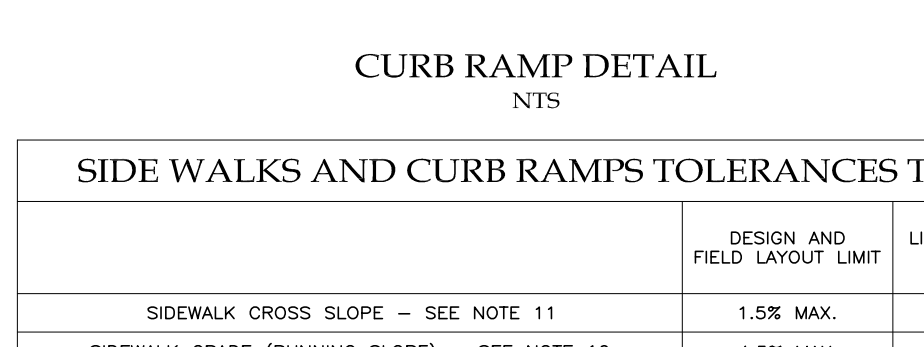 CURB RAMP DETAIL
NTS
SIDE WALKS AND CURB RAMPS TOLERANCES
DESIGN AND
FIELD LAYOUT LIMIT
SIDEWALK CROSS SLOPE – SEE NOTE 11
1.5% MAX.